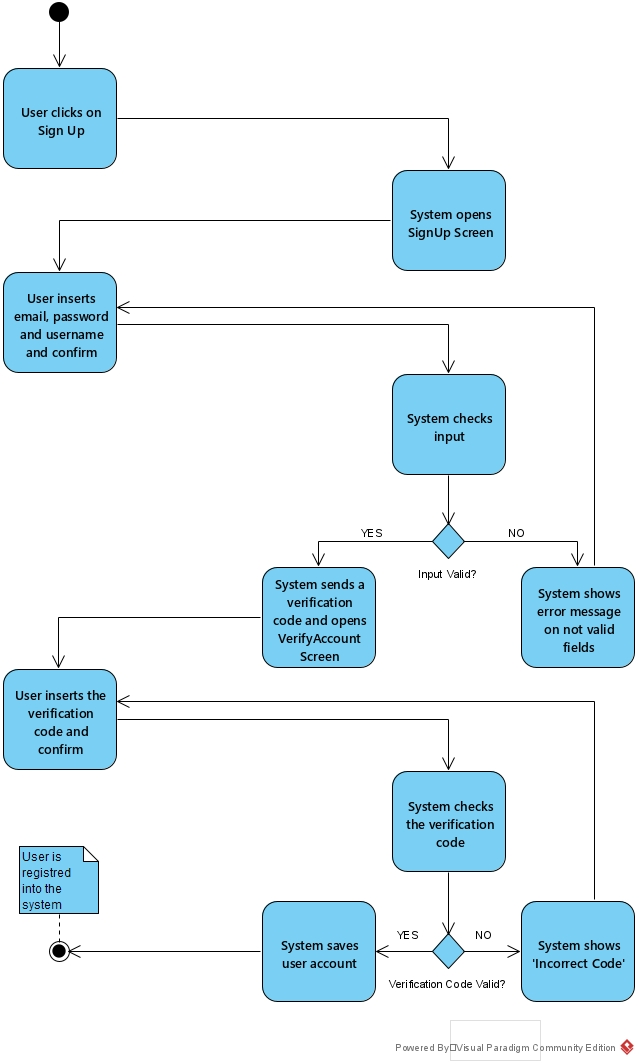 User clicks on
Sign Up
System opens
SignUp Screen
User inserts
email, password
and username
and confirm
System checks
input
YES
NO
Input Valid?
System sends a
verification
code and opens
VerifyAccount
Screen
System shows
error message
on not valid
fields
User inserts the
verification
code and
confirm
System checks
the verification
code
User is
registred
into the
system
YES
NO
System saves
user account
System shows
'Incorrect Code'
Verification Code Valid?
Powered By Visual Paradigm Community Edition